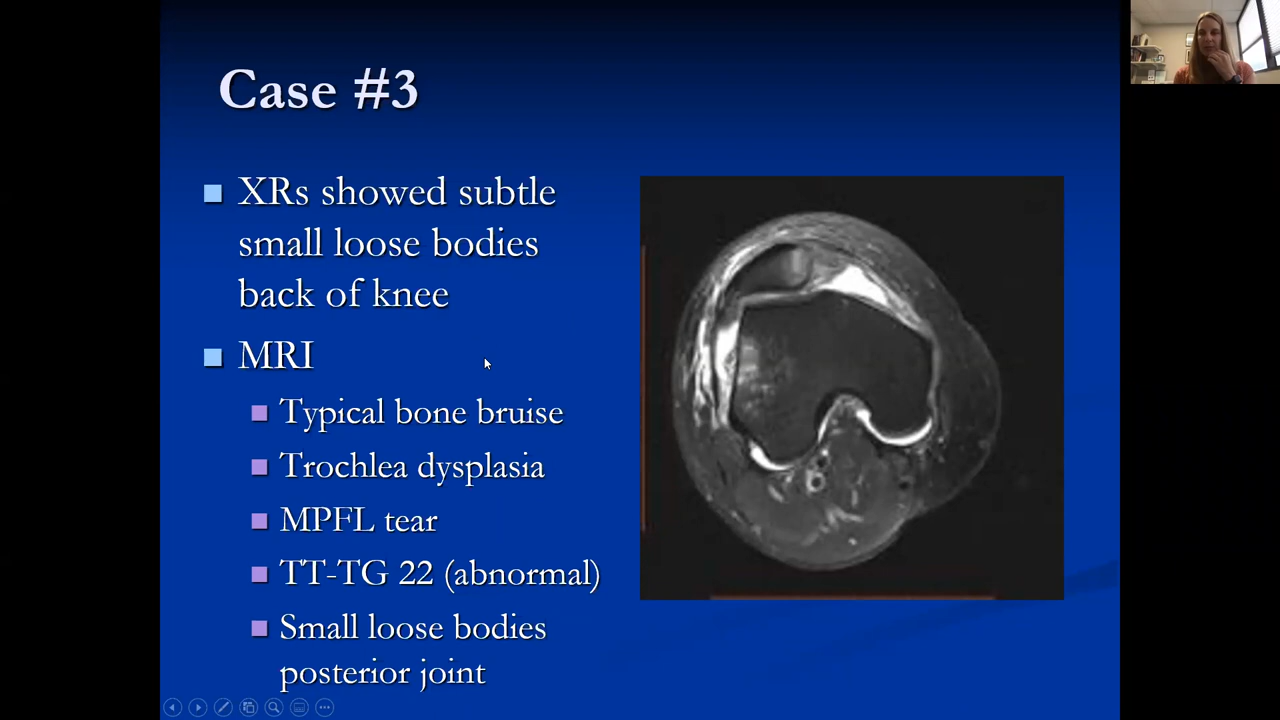 Case #3
XRs showed subtle
small loose bodies
back of knee
MRI
Typical bone bruise
Trochlea dysplasia
MPFL tear
TT-TG 22 (abnormal)
Small loose bodies
posterior joint